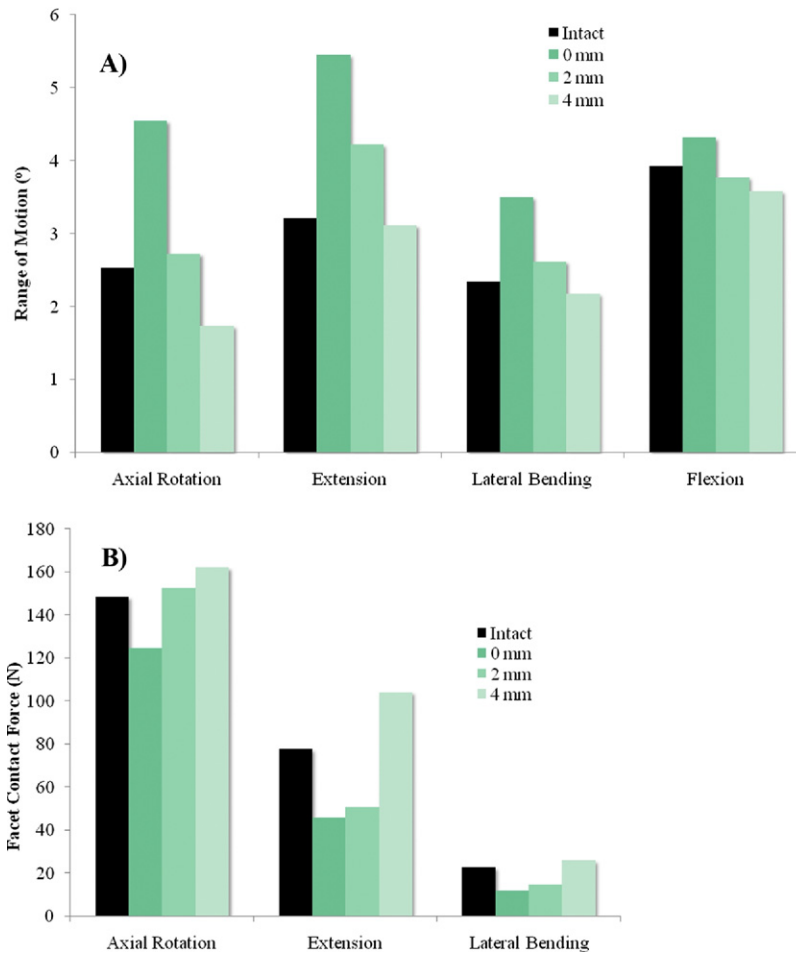 A)
Range of Motion (º)
6
5
4
3
2
1
0
Intact
0 mm
2 mm
4 mm
Axial Rotation Extension Lateral Bending Flexion
B)
Facet Contact Force (N)
180
160
140
120
100
80
60
40
20
0
Intact
0 mm
2 mm
4 mm
Axial Rotation Extension Lateral Bending